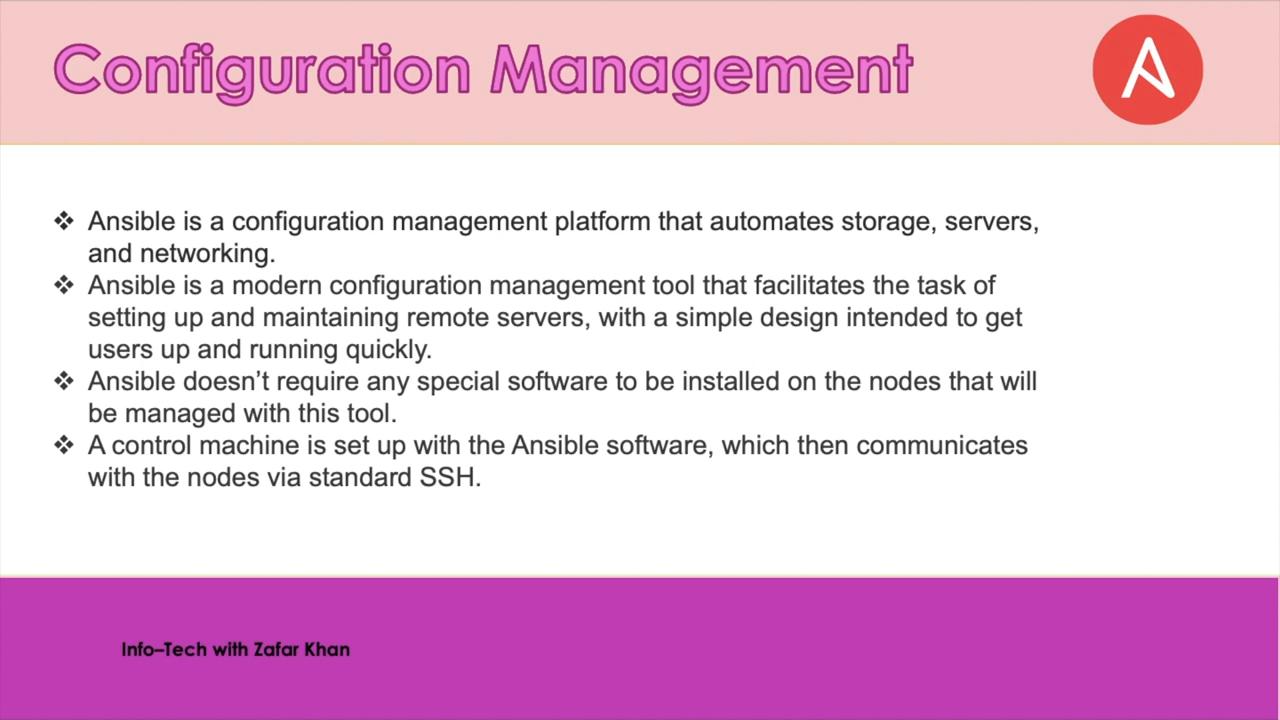 Configuration Management
❖ Ansible is a configuration management platform that automates storage, servers,
and networking.
❖ Ansible is a modern configuration management tool that facilitates the task of
setting up and maintaining remote servers, with a simple design intended to get
users up and running quickly.
❖ Ansible doesn’t require any special software to be installed on the nodes that will
be managed with this tool.
❖ A control machine is set up with the Ansible software, which then communicates
with the nodes via standard SSH.
Info–Tech with Zafar Khan